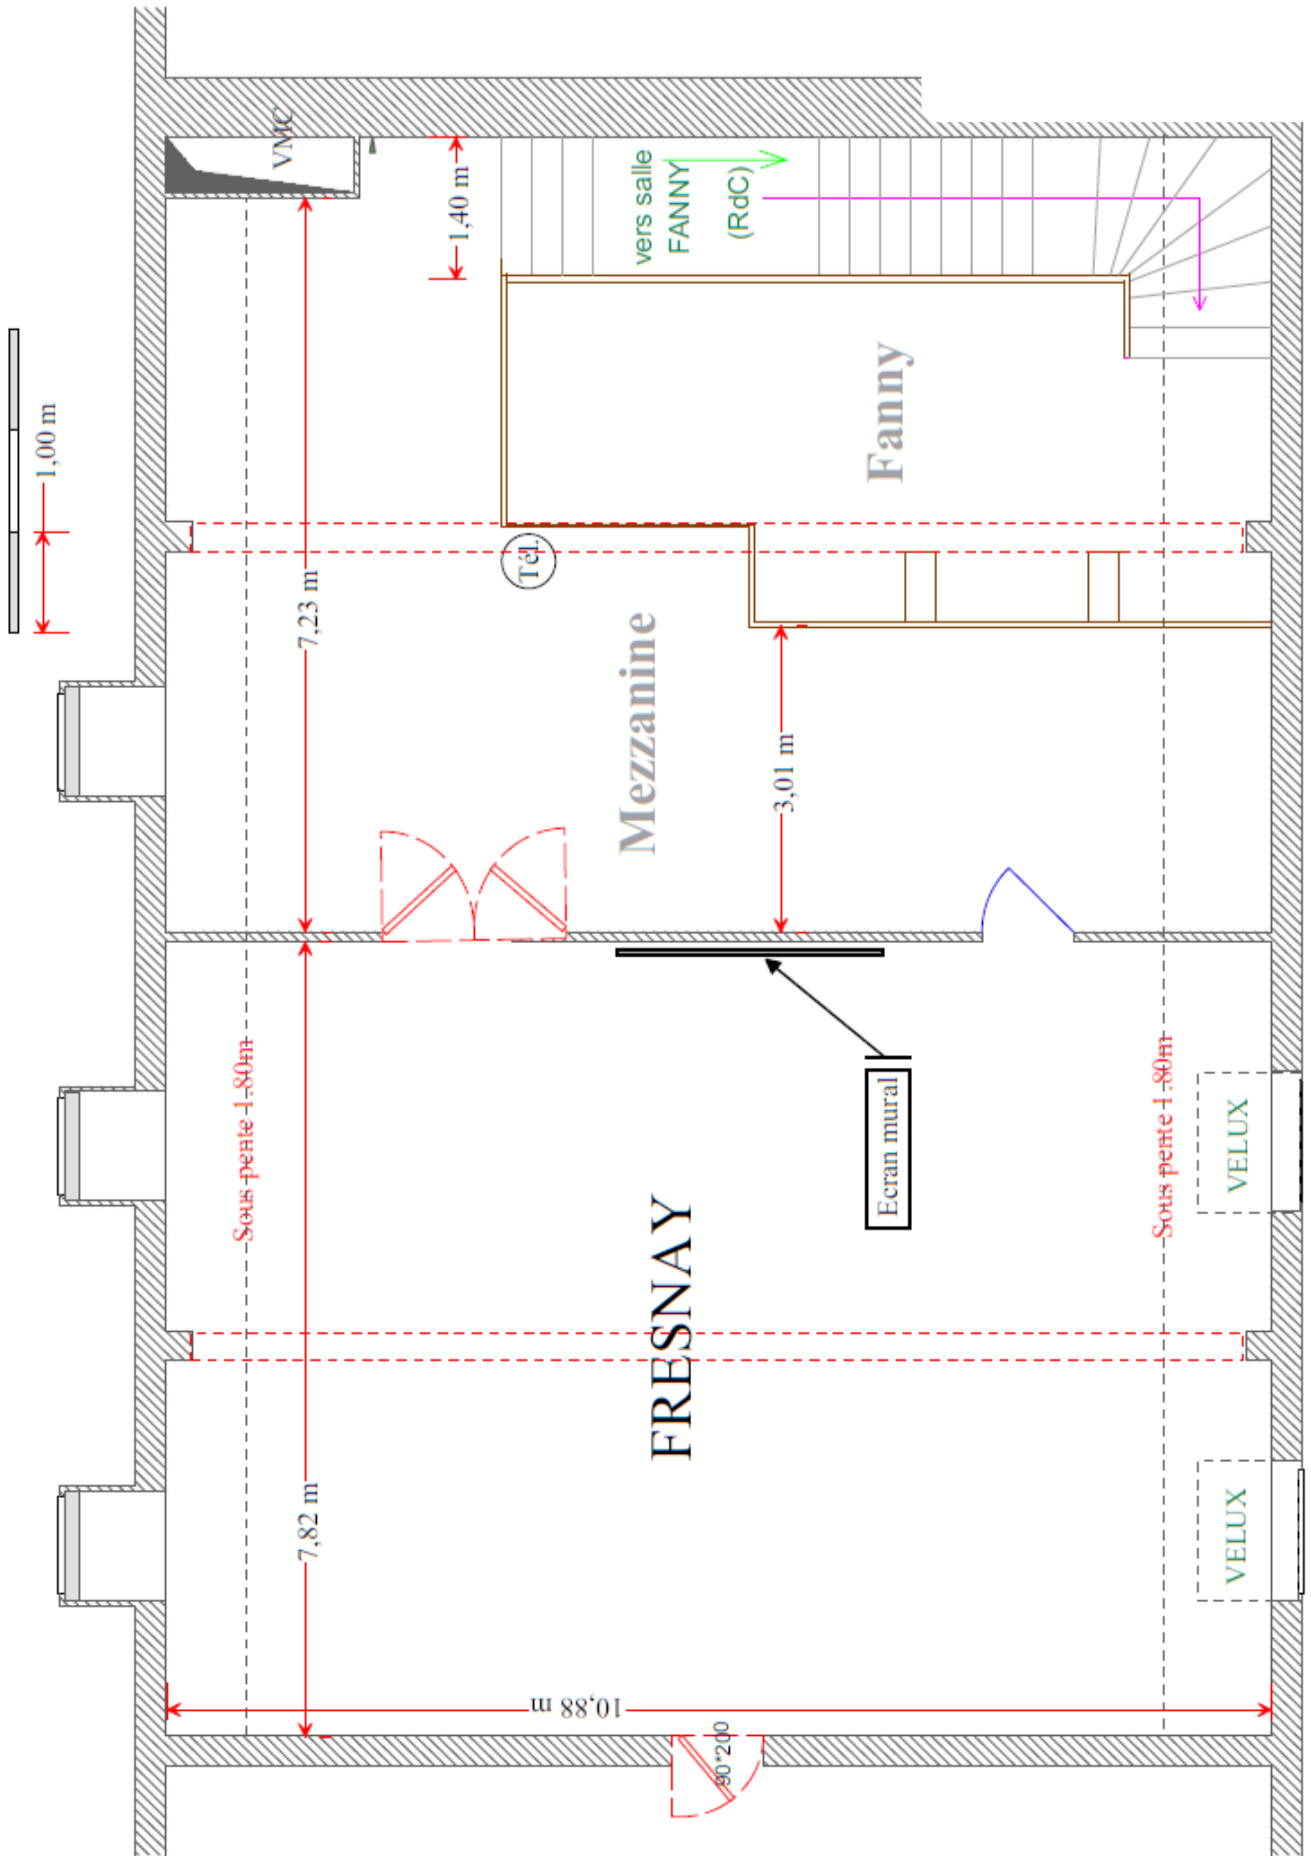 VMC
1,40 m
vers salle
FANNY
(RdC)
1,00 m
Fanny
Tél.
7,23 m
Mezzanine
3,01 m
Sous pente 1.80m
Sous pente 1.80m
VELUX
Ecran mural
FRESNAY
7,82 m
VELUX
10,88 m
90*200